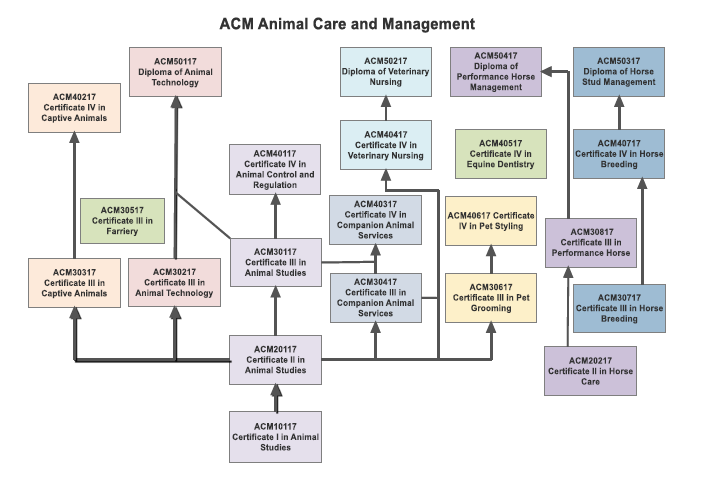 ACM Animal Care and Management
ACM50117
Diploma of Animal
Technology
ACM50217
Diploma of Veterinary
Nursing
ACM50417
Diploma of
Performance Horse
Management
ACM50317
Diploma of Horse
Stud Management
ACM40217
Certificate IV in
Captive Animals
ACM40117
Certificate IV in
Animal Control and
Regulation
ACM40417
Certificate IV in
Veterinary Nursing
ACM40517
Certificate IV in
Equine Dentistry
ACM40717
Certificate IV in Horse
Breeding
ACM30517
Certificate III in
Farriery
ACM40317
Certificate IV in
Companion Animal
Services
ACM40617 Certificate
IV in Pet Styling
ACM30817
Certificate III in
Performance Horse
ACM30317
Certificate III in
Captive Animals
ACM30217
Certificate III in
Animal Technology
ACM30117
Certificate III in
Animal Studies
ACM30417
Certificate III in
Companion Animal
Services
ACM30617
Certificate III in Pet
Grooming
ACM30717
Certificate III in Horse
Breeding
ACM20117
Certificate II in
Animal Studies
ACM20217
Certificate II in Horse
Care
ACM10117
Certificate I in Animal
Studies